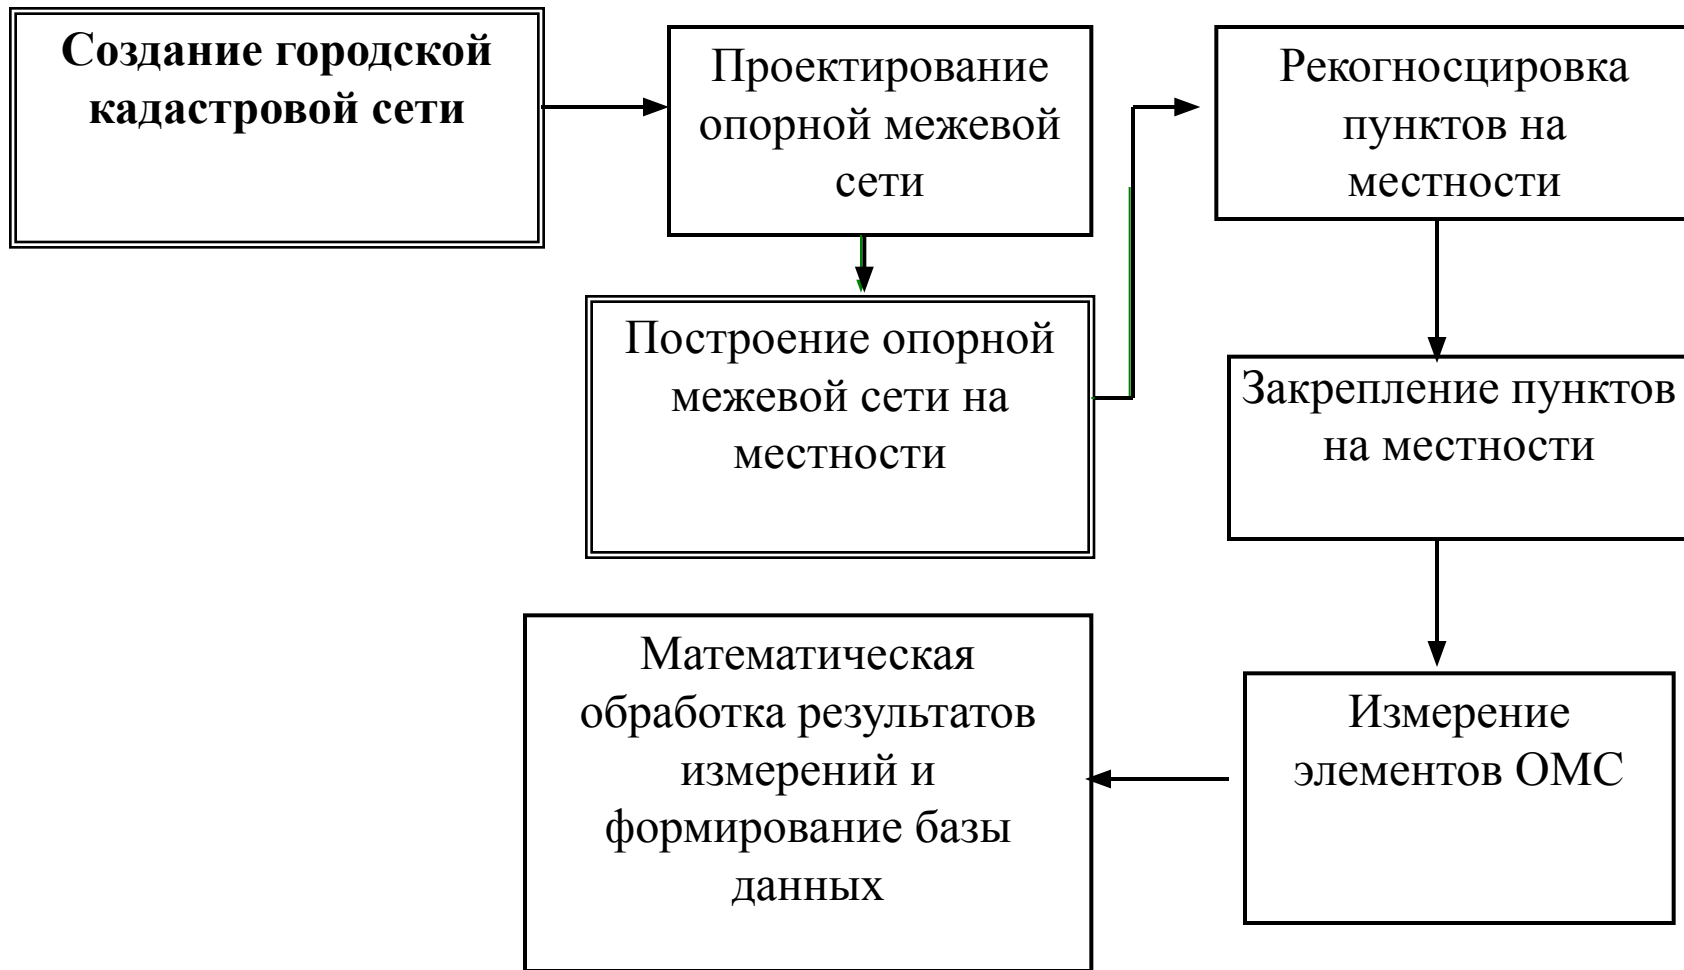 Создание городской
кадастровой сети
Проектирование
опорной межевой
сети
Рекогносцировка
пунктов на
местности
Построение опорной
межевой сети на
местности
Закрепление пунктов
на местности
Математическая
обработка результатов
измерений и
формирование базы
данных
Измерение
элементов ОМС